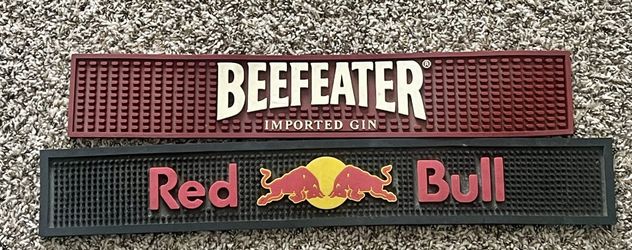 BEEFEATER®
IMPORTED GIN
Red Bull